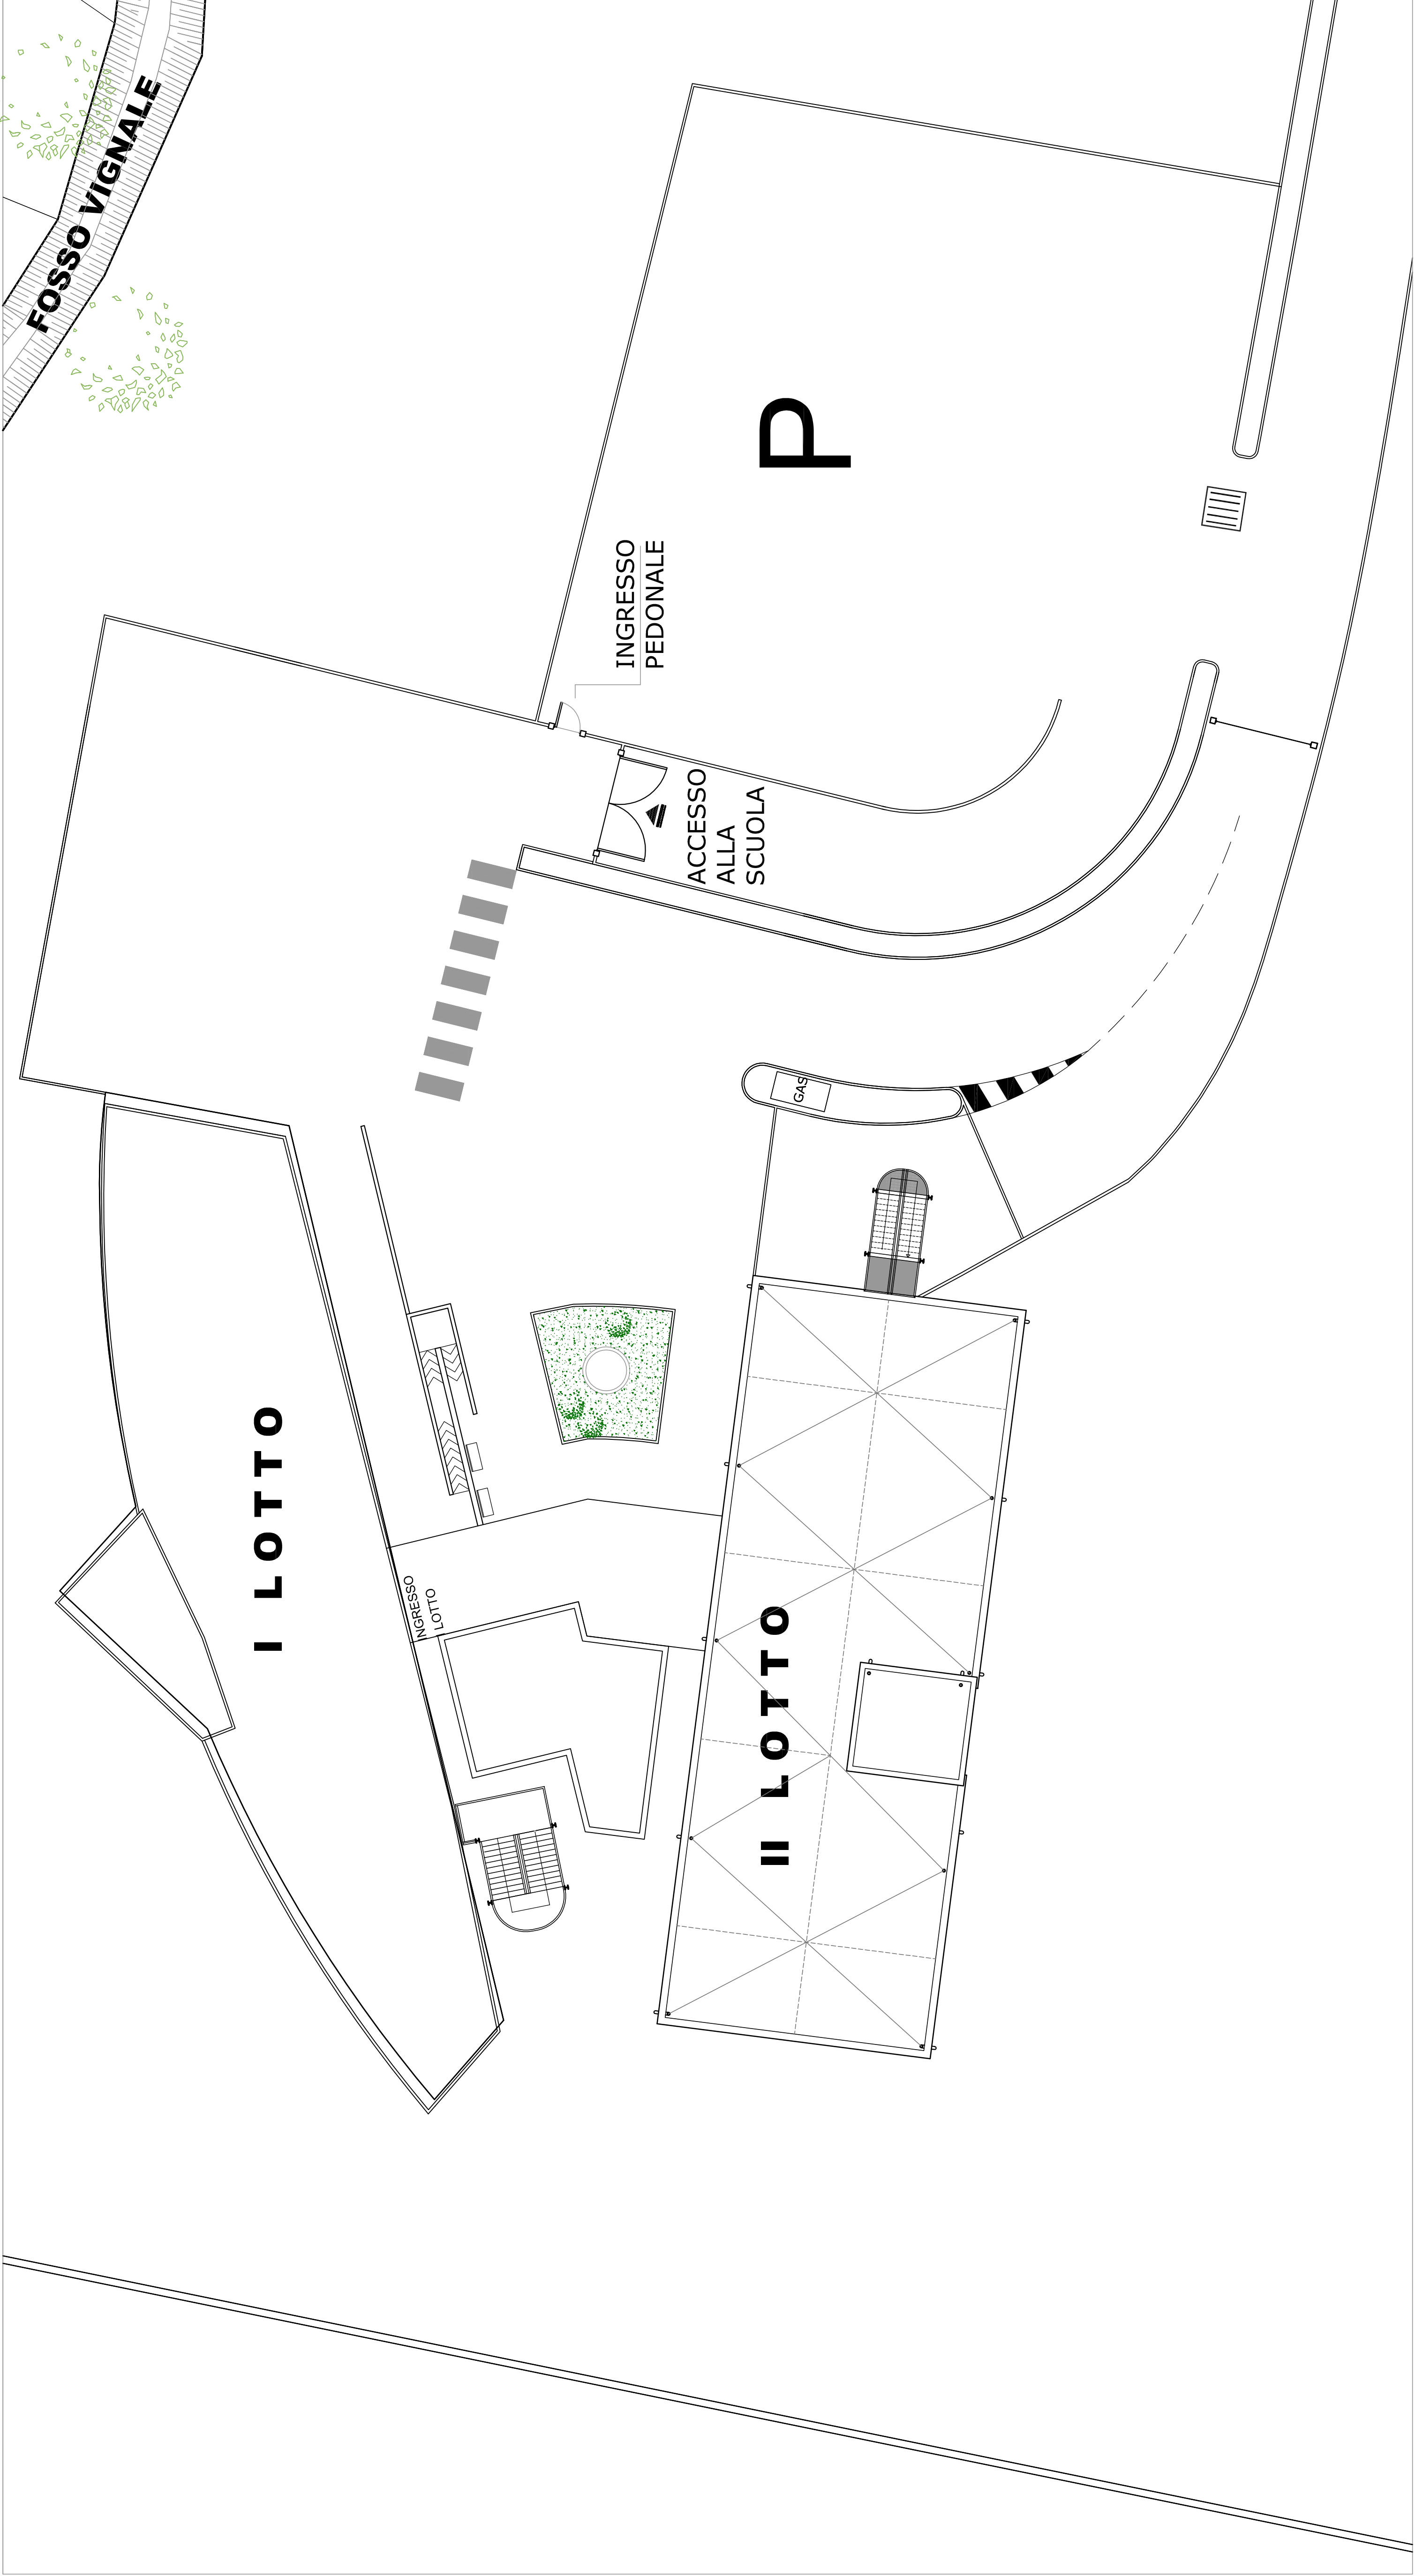 FOSSO VIGNALE
P
INGRESSO
PEDONALE
ACCESSO
ALLA
SCUOLA
GAS
I LOTTO
INGRESSO
I LOTTO
II LOTTO